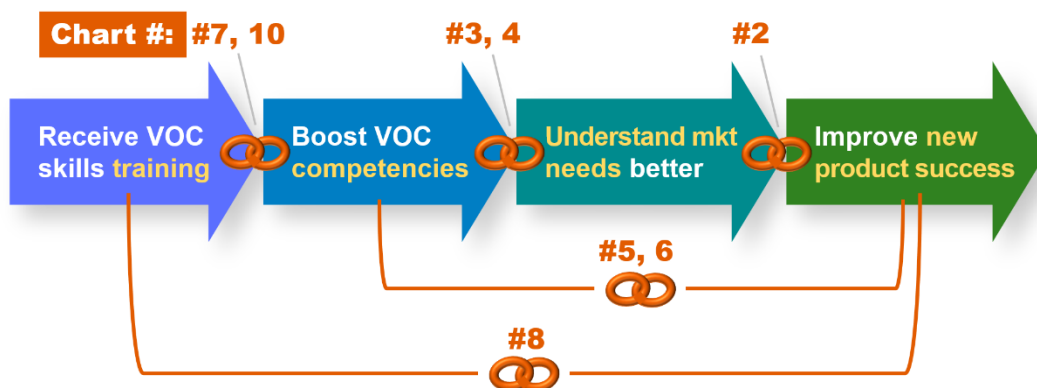 Chart #: #7, 10 #3, 4 #2
Receive VOC
skills training
Boost VOC
competencies
Understand mkt
needs better
Improve new
product success
#5, 6
#8